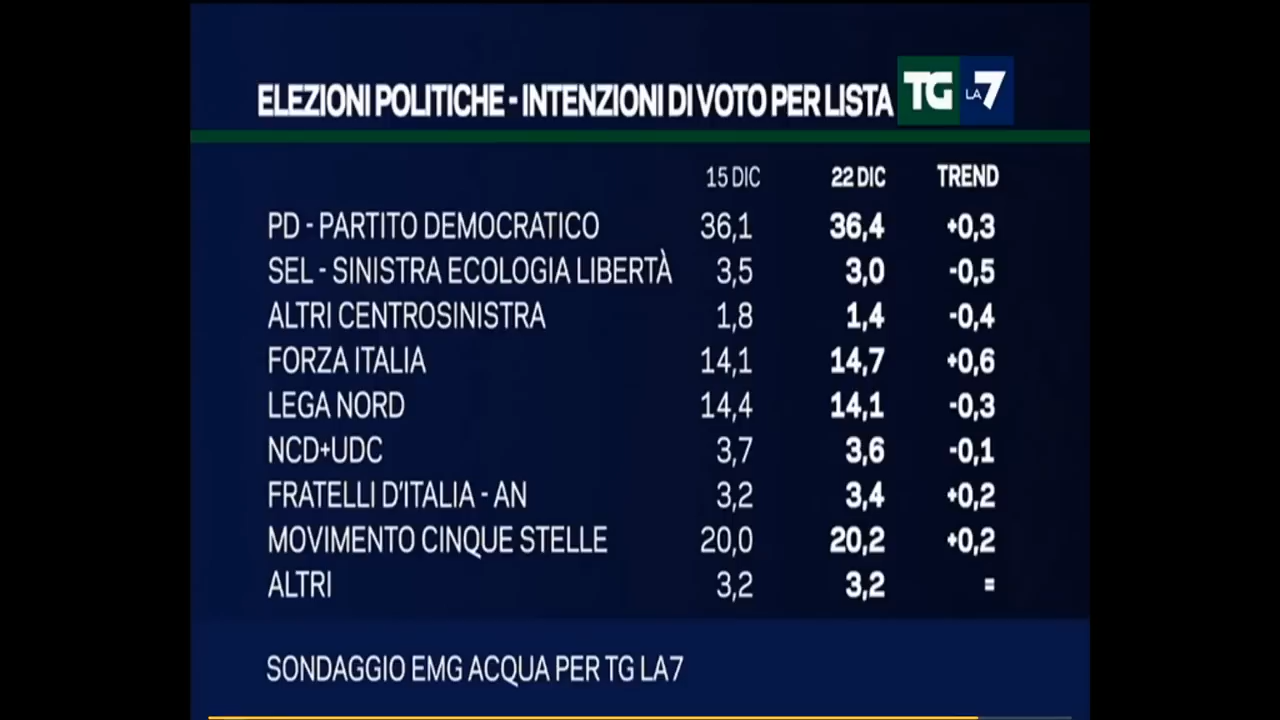 ELEZIONI POLITICHE - INTENZIONI DI VOTO PER LISTA TG LA7
15 DIC 22 DIC TREND
PD - PARTITO DEMOCRATICO 36,1 36,4 +0,3
SEL - SINISTRA ECOLOGIA LIBERTÀ 3,5 3,0 -0,5
ALTRI CENTROSINISTRA 1,8 1,4 -0,4
FORZA ITALIA 14,1 14,7 +0,6
LEGA NORD 14,4 14,1 -0,3
NCD+UDC 3,7 3,6 -0,1
FRATELLI D'ITALIA - AN 3,2 3,4 +0,2
MOVIMENTO CINQUE STELLE 20,0 20,2 +0,2
ALTRI 3,2 3,2 =
SONDAGGIO EMG ACQUA PER TG LA7